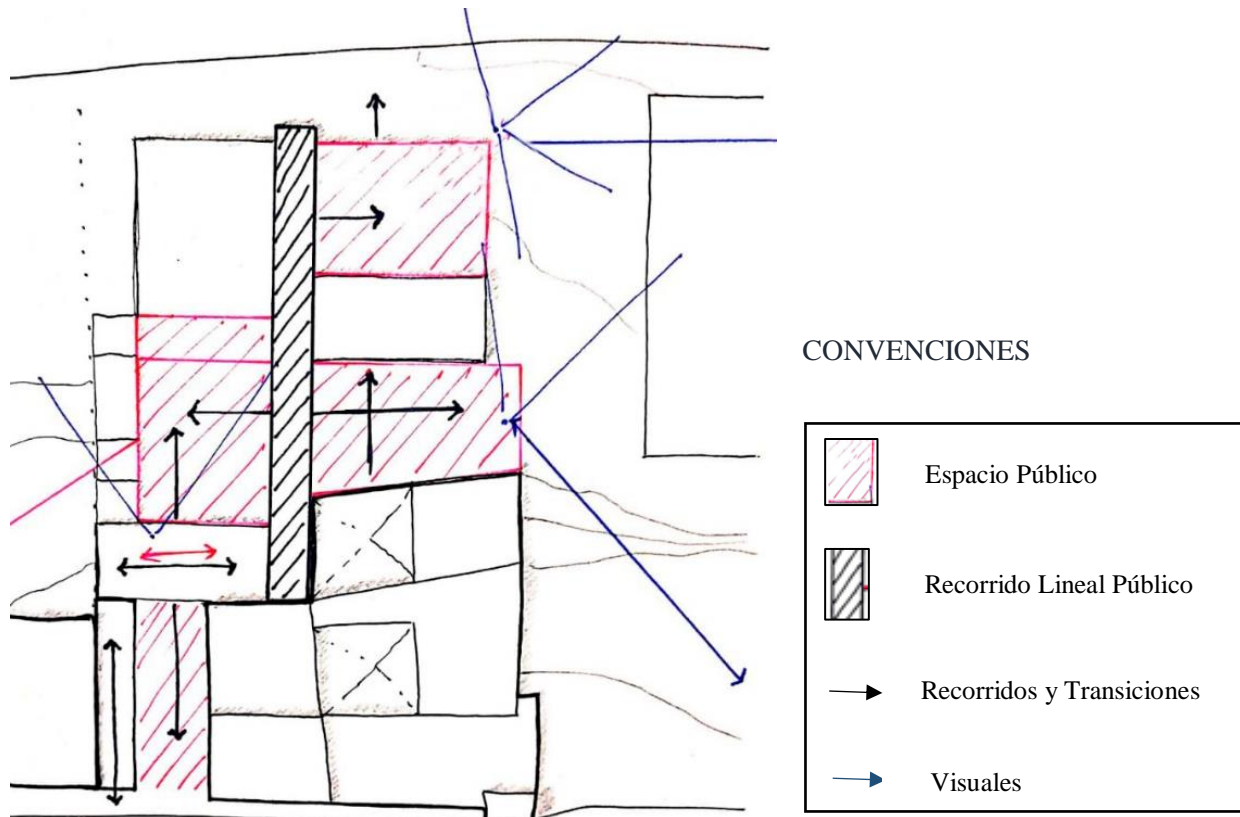 CONVENCIONES
Espacio Público
Recorrido Lineal Público
Recorridos y Transiciones
Visuales